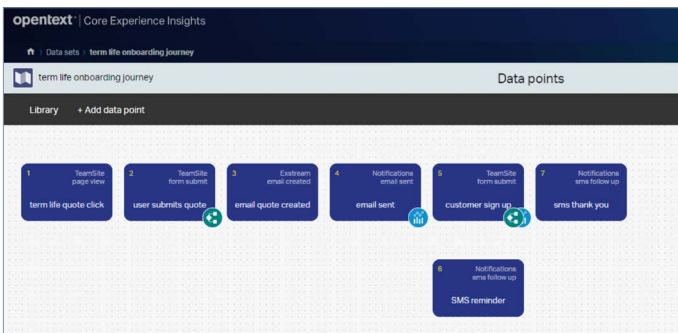 opentext™ | Core Experience Insights
Data sets › term life onboarding journey
term life onboarding journey
Data points
Library + Add data point
1 TeamSite
page view
term life quote click
2 TeamSite
form submit
user submits quote
3 Exstream
email created
email quote created
4 Notifications
email sent
email sent
5 TeamSite
form submit
customer sign up
7 Notifications
sms follow up
sms thank you
6 Notifications
sms follow up
SMS reminder